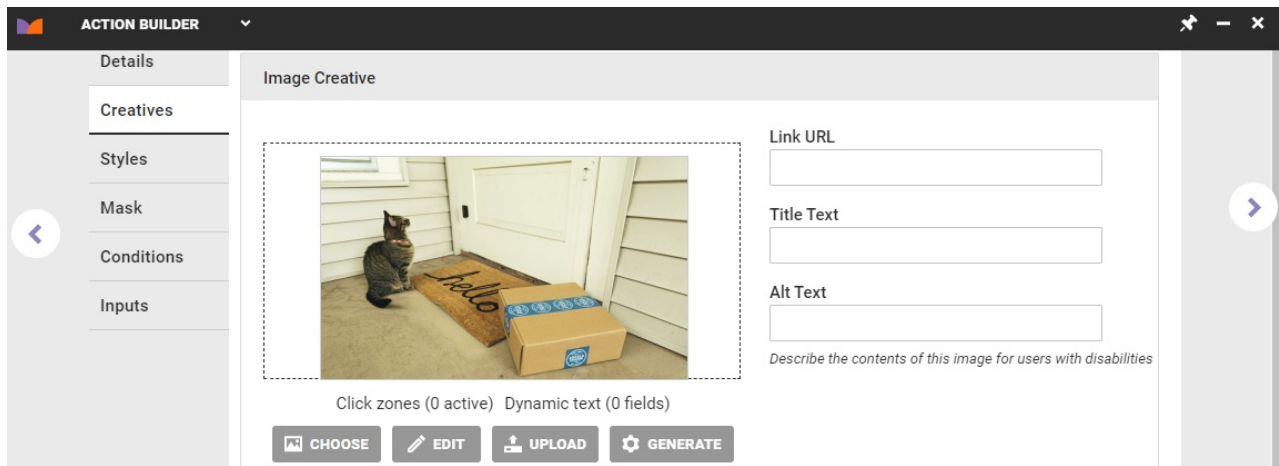 ACTION BUILDER
Details
Creatives
Styles
Mask
Conditions
Inputs
Image Creative
hello
Click zones (0 active) Dynamic text (0 fields)
CHOOSE
EDIT
UPLOAD
GENERATE
Link URL
Title Text
Alt Text
Describe the contents of this image for users with disabilities